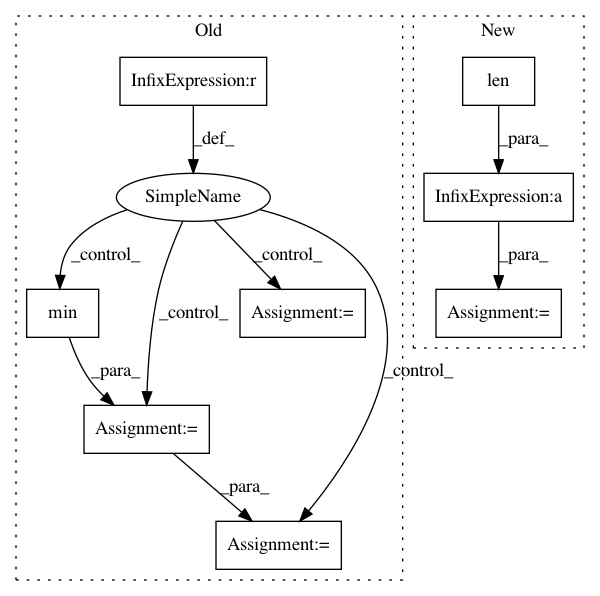 Old
New
InfixExpression:r
len
_def_
_para_
SimpleName
InfixExpression:a
_control_
_control_
_control_
_para_
min
Assignment:=
Assignment:=
_para_
_control_
Assignment:=
_para_
Assignment:=